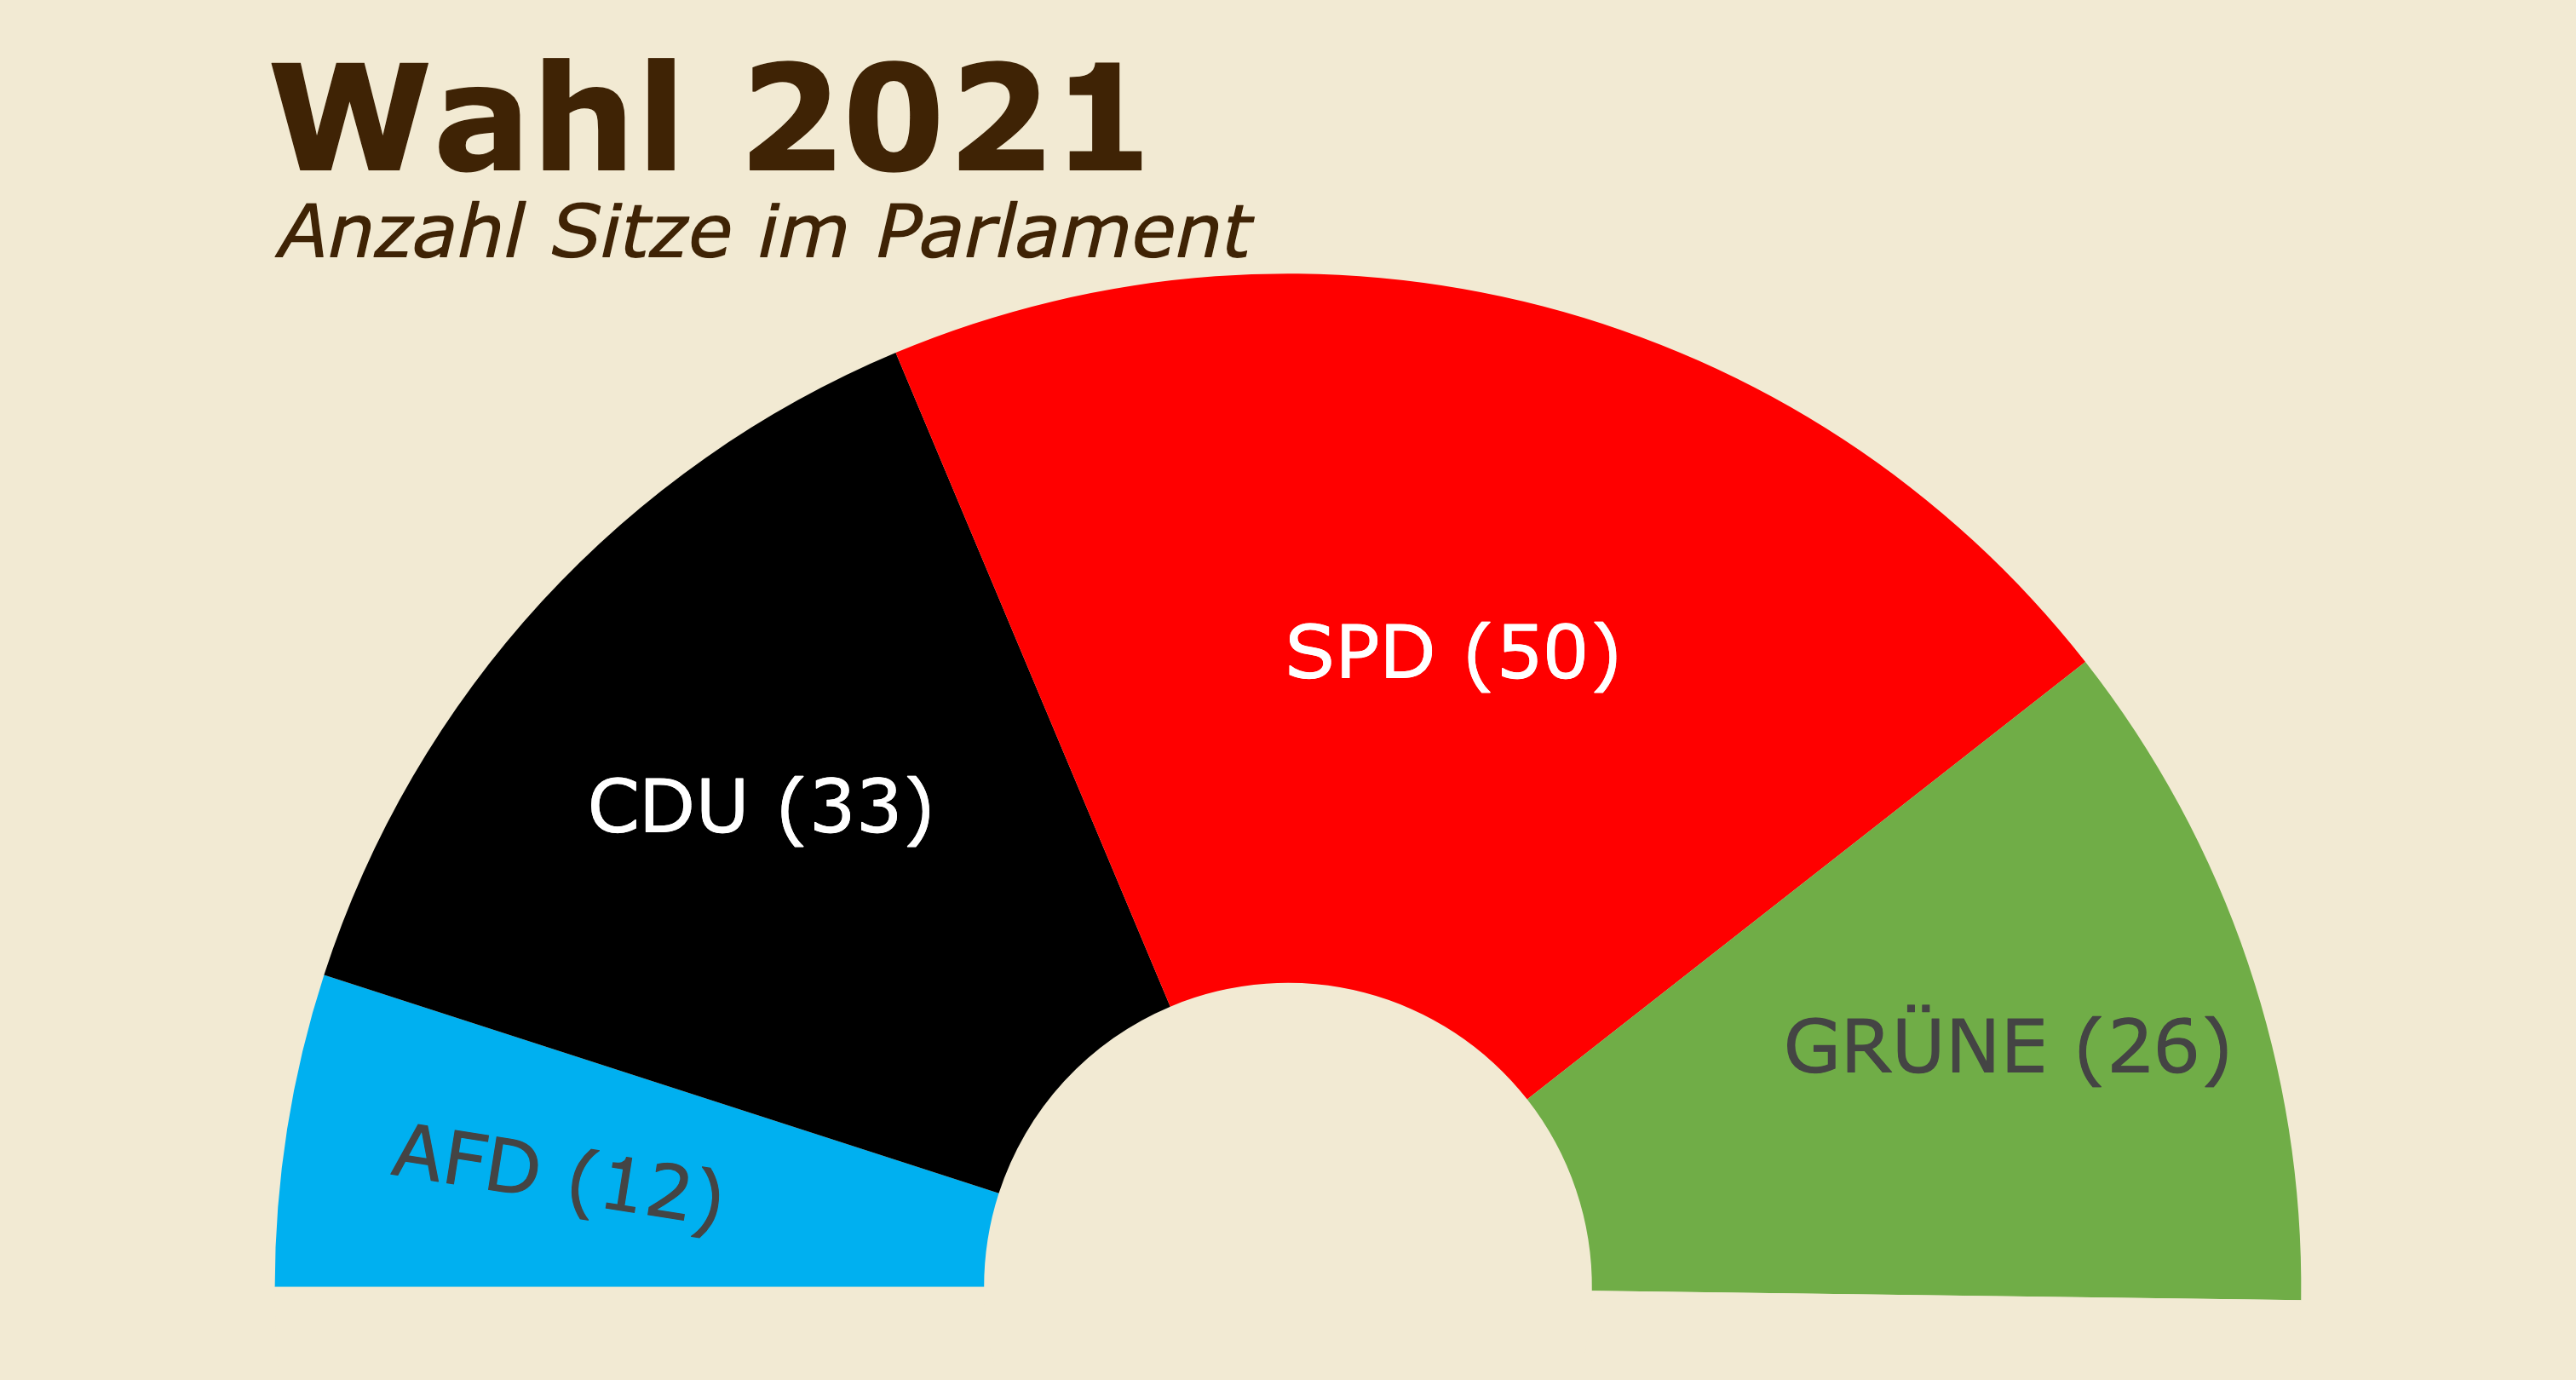 Wahl 2021
Anzahl Sitze im Parlament
SPD (50)
CDU (33)
GRÜNE (26)
AFD (12)